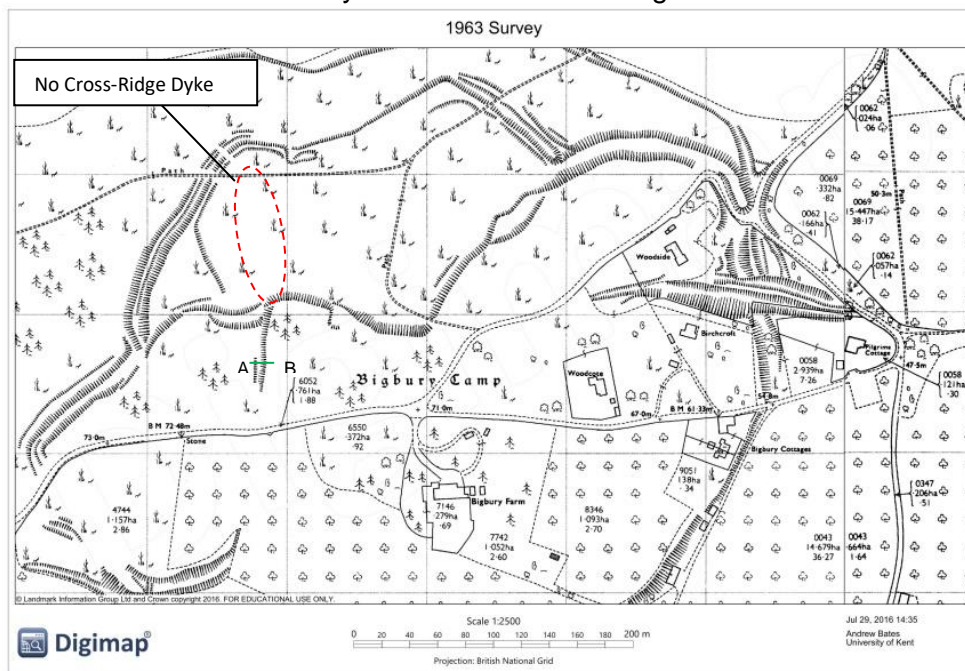 1963 Survey
No Cross-Ridge Dyke
Path
Path
Path
0062
·024ha
·06
0069
·332ha
·82
50·3m
0069
15·447ha
38·17
0062
·166ha
·41
0062
·057ha
·14
Woodside
Birchcroft
Pilgrims
Cottage
47·5m
0058
2·939ha
7·26
0058
·121ha
·30
A B
6052
·761ha
1·88
Bigbury Camp
Woodcote
71·0m
67·0m
B M 61·33m
B M 72·48m
73·0m
Stone
6550
·372ha
·92
Bigbury Cottages
9051
138ha
·34
0347
·206ha
·51
4744
1·157ha
2·86
7146
·279ha
·69
Bigbury Farm
8346
1·093ha
2·70
7742
1·052ha
2·60
0043
14·679ha
36·27
0043
·664ha
1·64
© Landmark Information Group Ltd and Crown copyright 2016. FOR EDUCATIONAL USE ONLY.
Digimap®
Scale 1:2500
0 20 40 60 80 100 120 140 160 180 200 m
Projection: British National Grid
Jul 29, 2016 14:35
Andrew Bates
University of Kent